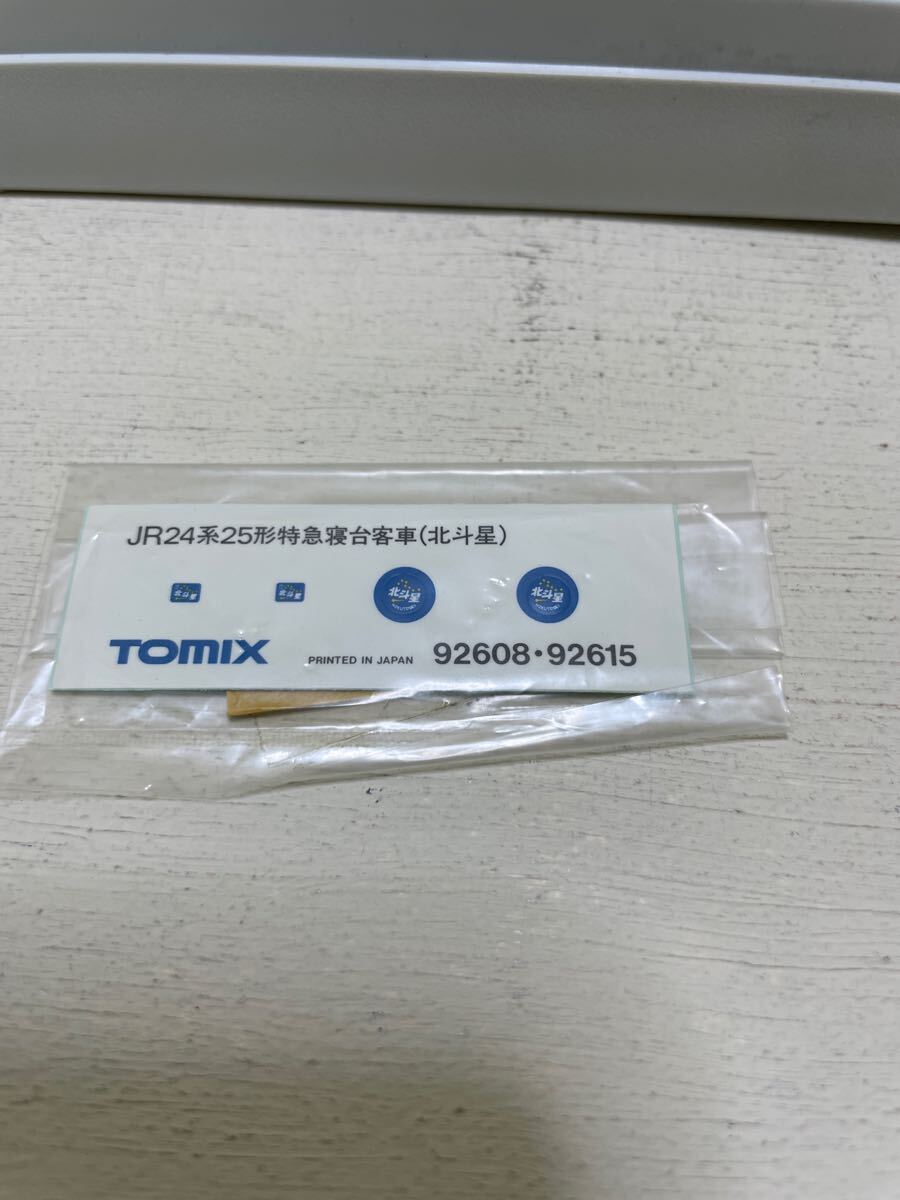 JR24系25形特急寝台客車(北斗星)
北斗星 北斗星 北斗星 北斗星
TOMIX PRINTED IN JAPAN 92608・92615